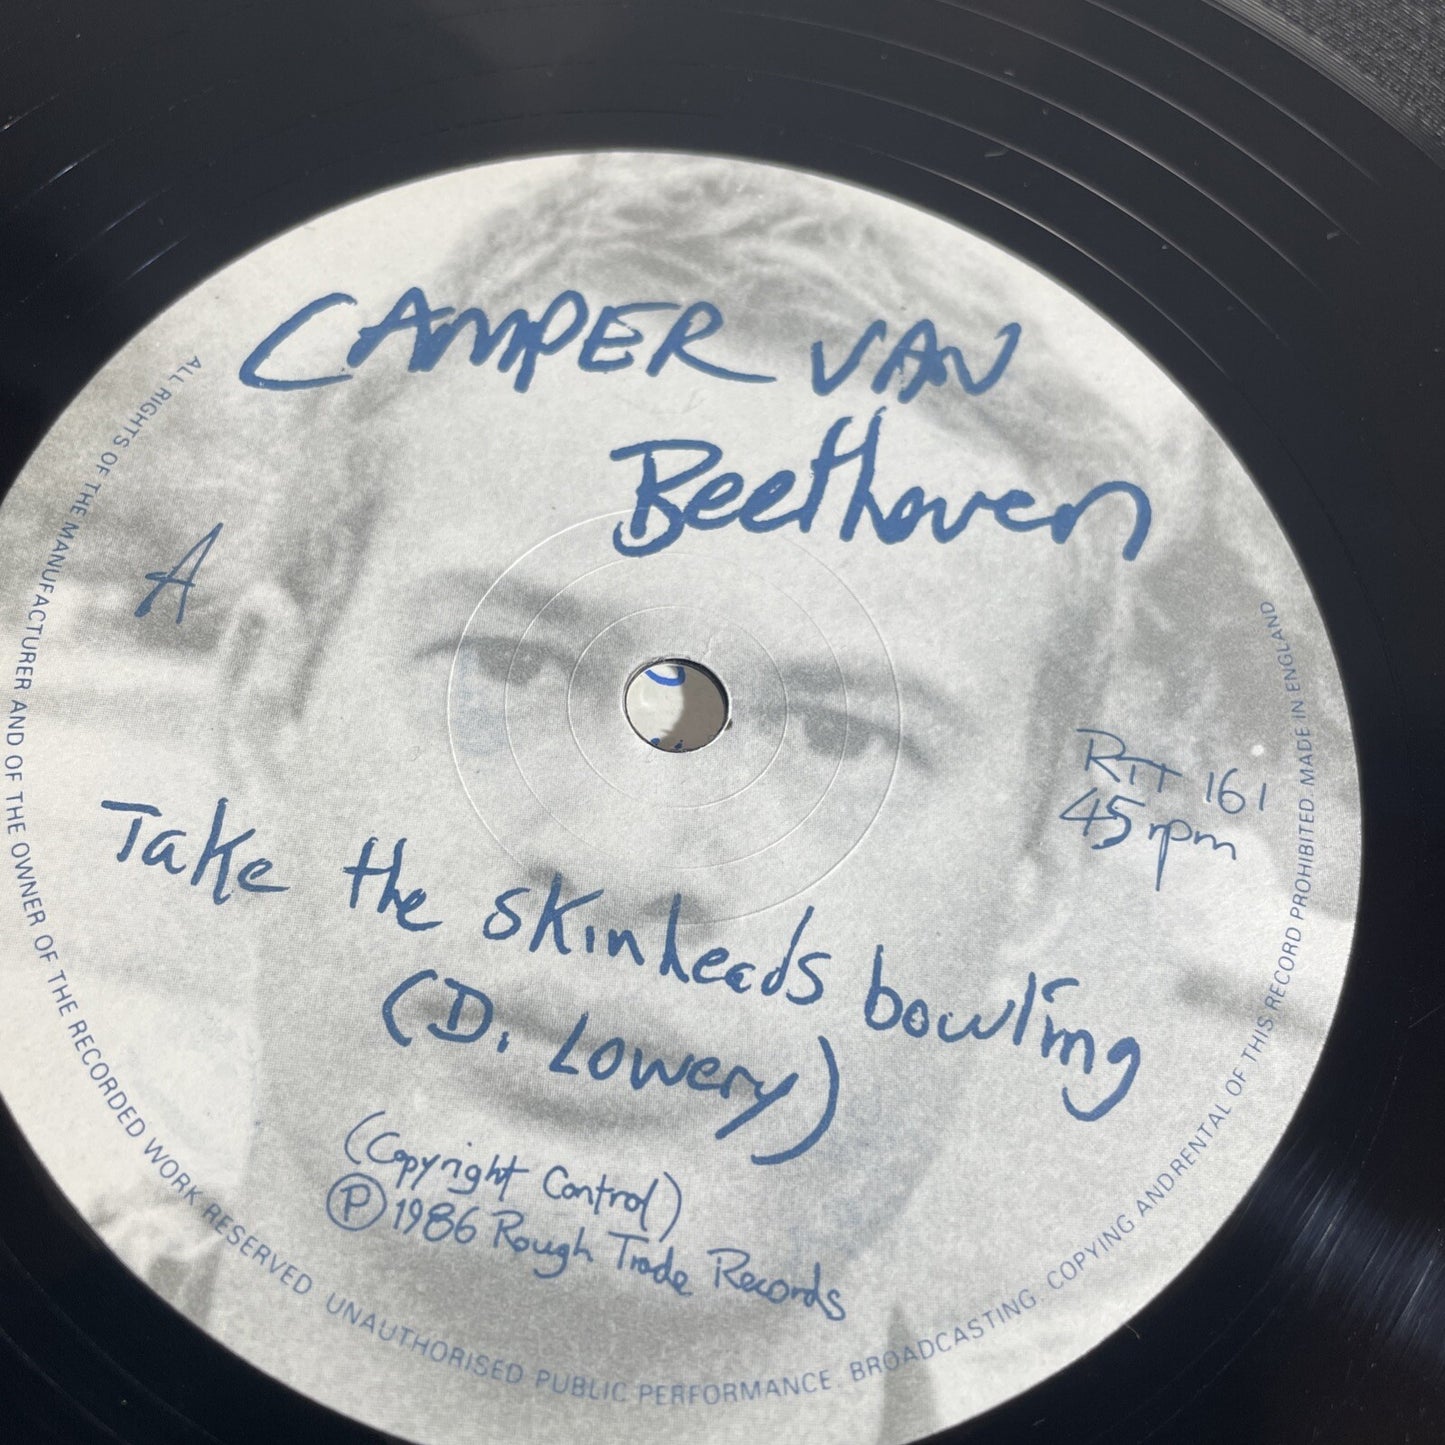 CAMPER VAN
Beethoven
A
RTT 161
45 rpm
Take the skinheads bowling
(D. Lowery)
(Copyright Control)
Ⓟ 1986 Rough Trade Records
ALL RIGHTS OF THE MANUFACTURER AND OF THE OWNER OF THE RECORDED WORK RESERVED UNAUTHORISED PUBLIC PERFORMANCE BROADCASTING. COPYING AND RENTAL OF THIS RECORD PROHIBITED. MADE IN ENGLAND